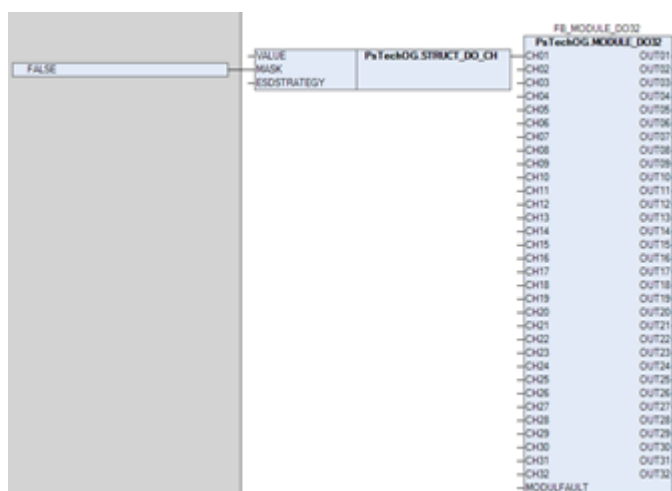 FB_MODULE_DO32
VALUE PsTechOG.STRUCT_DO_CH
FALSE MASK
ESDSTRATEGY
PsTechOG.MODULE_DO32
CH01 OUT01
CH02 OUT02
CH03 OUT03
CH04 OUT04
CH05 OUT05
CH06 OUT06
CH07 OUT07
CH08 OUT08
CH09 OUT09
CH10 OUT10
CH11 OUT11
CH12 OUT12
CH13 OUT13
CH14 OUT14
CH15 OUT15
CH16 OUT16
CH17 OUT17
CH18 OUT18
CH19 OUT19
CH20 OUT20
CH21 OUT21
CH22 OUT22
CH23 OUT23
CH24 OUT24
CH25 OUT25
CH26 OUT26
CH27 OUT27
CH28 OUT28
CH29 OUT29
CH30 OUT30
CH31 OUT31
CH32 OUT32
MODULFAULT